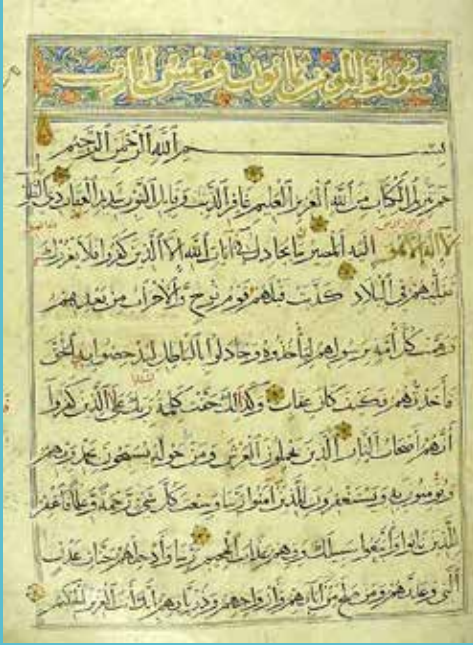 سورة المؤمن ثمانون وخمس آيات
بسم الله الرحمن الرحيم
حم تنزيل الكتاب من الله العزيز العليم غافر الذنب وقابل التوب شديد العقاب ذي الطول
لا إله إلا هو إليه المصير ما يجادل في آيات الله إلا الذين كفروا فلا يغررك
تقلبهم في البلاد كذبت قبلهم قوم نوح والأحزاب من بعدهم
وهمت كل أمة برسولهم ليأخذوه وجادلوا بالباطل ليدحضوا به الحق
فأخذتهم فكيف كان عقاب وكذلك حقت كلمة ربك على الذين كفروا
أنهم أصحاب النار الذين يحملون العرش ومن حوله يسبحون بحمد ربهم
ويؤمنون به ويستغفرون للذين آمنوا ربنا وسعت كل شيء رحمة وعلما فاغفر
للذين تابوا واتبعوا سبيلك وقهم عذاب الجحيم ربنا وأدخلهم جنات عدن
التي وعدتهم ومن صلح من آبائهم وأزواجهم وذرياتهم إنك أنت العزيز الحكيم